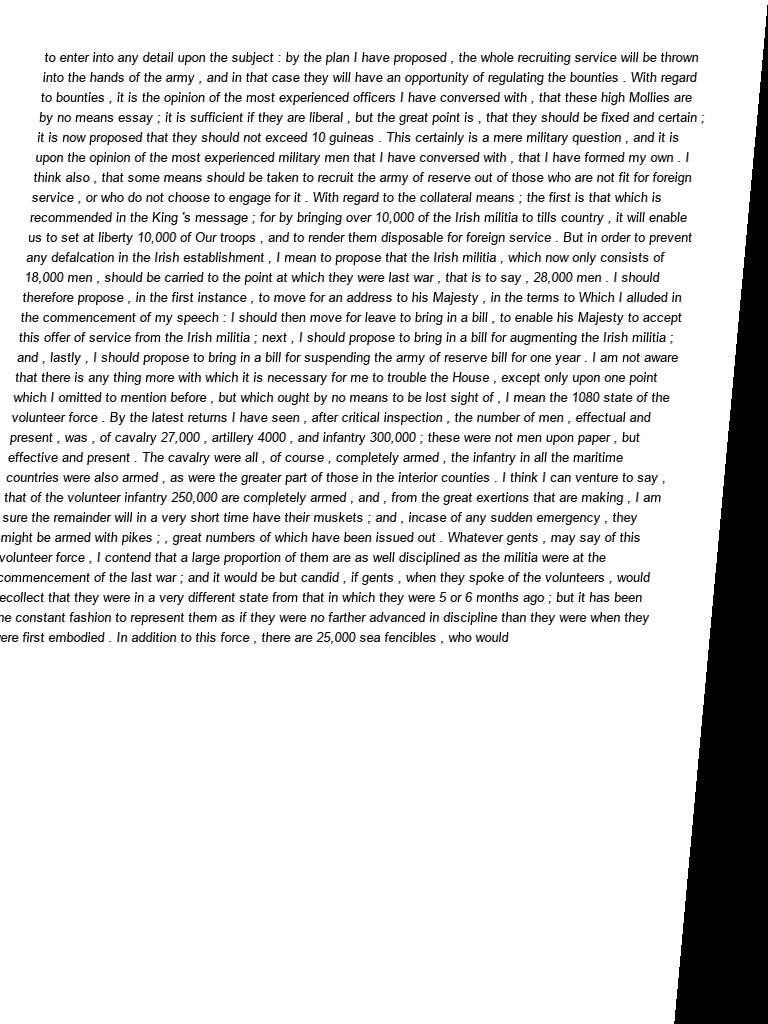 to enter into any detail upon the subject : by the plan I have proposed , the whole recruiting service will be thrown
into the hands of the army , and in that case they will have an opportunity of regulating the bounties . With regard
to bounties , it is the opinion of the most experienced officers I have conversed with , that these high Mollies are
by no means essay ; it is sufficient if they are liberal , but the great point is , that they should be fixed and certain ;
it is now proposed that they should not exceed 10 guineas . This certainly is a mere military question , and it is
upon the opinion of the most experienced military men that I have conversed with , that I have formed my own . I
think also , that some means should be taken to recruit the army of reserve out of those who are not fit for foreign
service , or who do not choose to engage for it . With regard to the collateral means ; the first is that which is
recommended in the King 's message ; for by bringing over 10,000 of the Irish militia to tills country , it will enable
us to set at liberty 10,000 of Our troops , and to render them disposable for foreign service . But in order to prevent
any defalcation in the Irish establishment , I mean to propose that the Irish militia , which now only consists of
18,000 men , should be carried to the point at which they were last war , that is to say , 28,000 men . I should
therefore propose , in the first instance , to move for an address to his Majesty , in the terms to Which I alluded in
the commencement of my speech : I should then move for leave to bring in a bill , to enable his Majesty to accept
this offer of service from the Irish militia ; next , I should propose to bring in a bill for augmenting the Irish militia ;
and , lastly , I should propose to bring in a bill for suspending the army of reserve bill for one year . I am not aware
that there is any thing more with which it is necessary for me to trouble the House , except only upon one point
which I omitted to mention before , but which ought by no means to be lost sight of , I mean the 1080 state of the
volunteer force . By the latest returns I have seen , after critical inspection , the number of men , effectual and
present , was , of cavalry 27,000 , artillery 4000 , and infantry 300,000 ; these were not men upon paper , but
effective and present . The cavalry were all , of course , completely armed , the infantry in all the maritime
countries were also armed , as were the greater part of those in the interior counties . I think I can venture to say ,
that of the volunteer infantry 250,000 are completely armed , and , from the great exertions that are making , I am
sure the remainder will in a very short time have their muskets ; and , incase of any sudden emergency , they
might be armed with pikes ; , great numbers of which have been issued out . Whatever gents , may say of this
volunteer force , I contend that a large proportion of them are as well disciplined as the militia were at the
commencement of the last war ; and it would be but candid , if gents , when they spoke of the volunteers , would
ecollect that they were in a very different state from that in which they were 5 or 6 months ago ; but it has been
he constant fashion to represent them as if they were no farther advanced in discipline than they were when they
ere first embodied . In addition to this force , there are 25,000 sea fencibles , who would